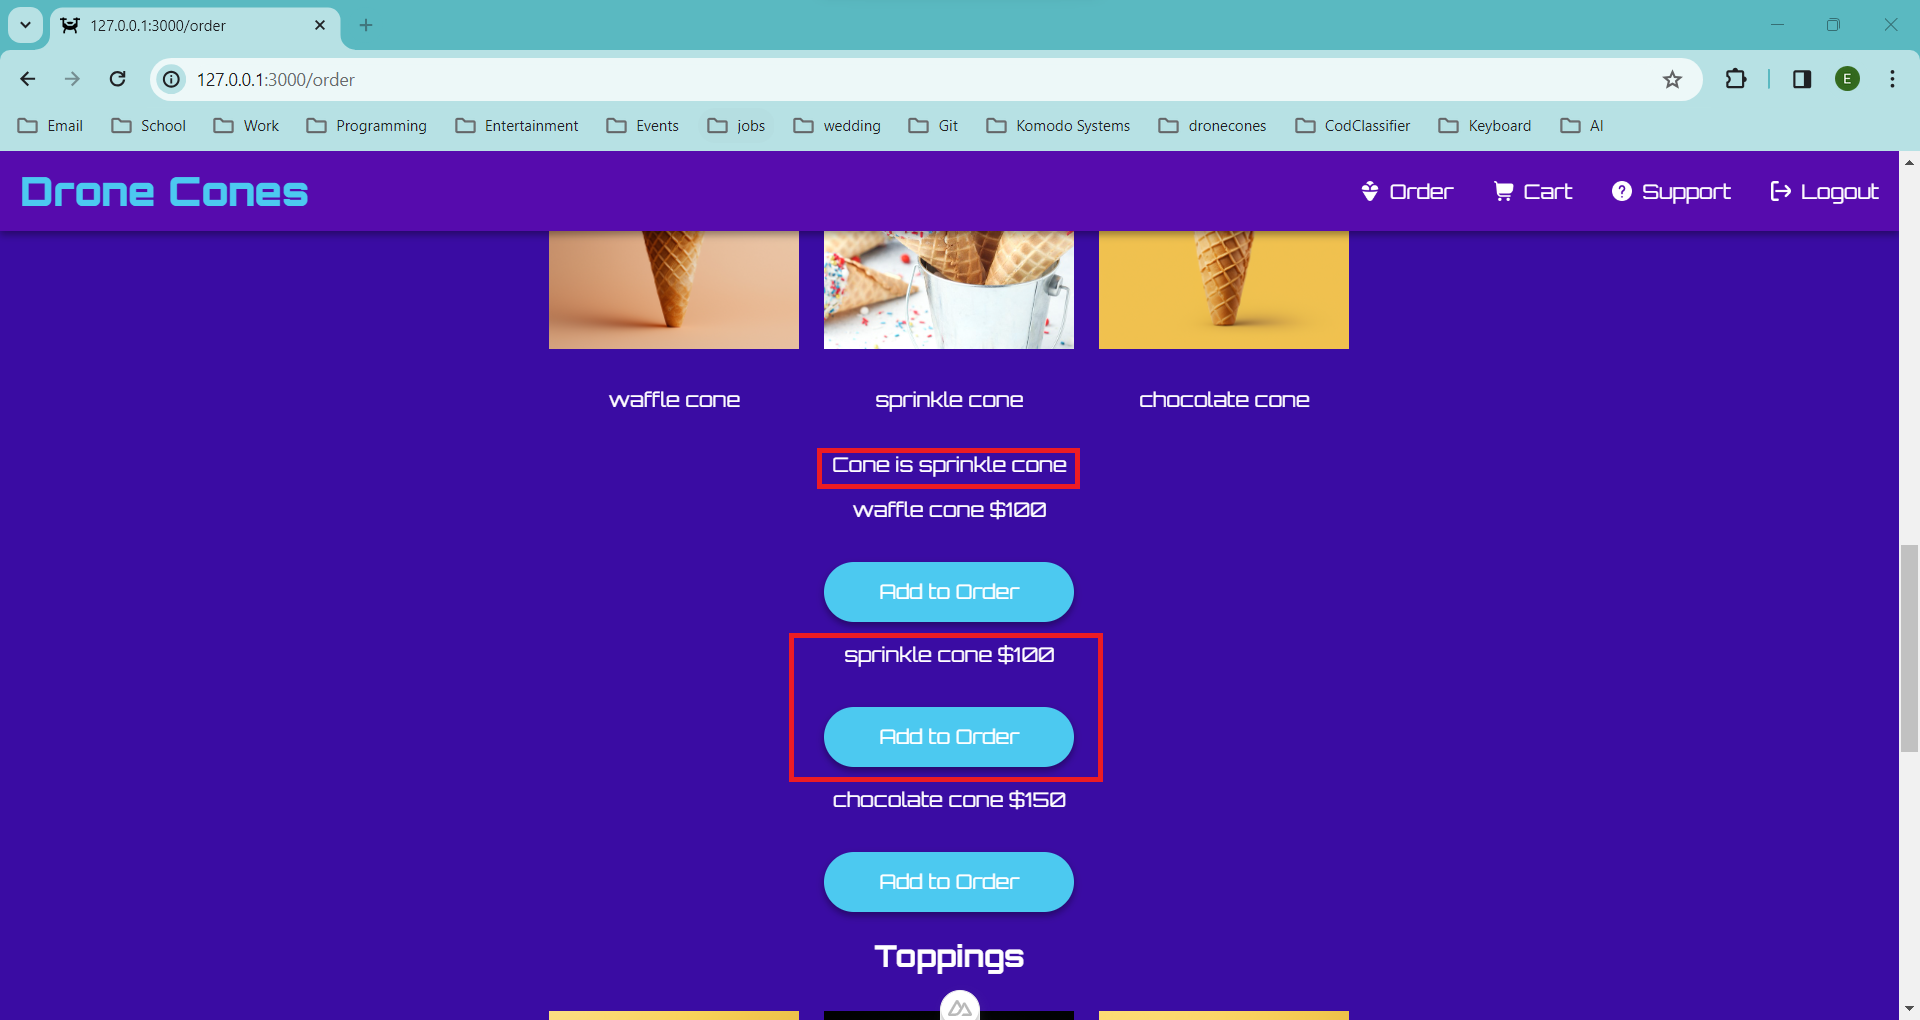 127.0.0.1:3000/order
127.0.0.1:3000/order
E
Email School Work Programming Entertainment Events jobs wedding Git Komodo Systems dronecones CodClassifier Keyboard AI
Drone Cones
Order Cart Support Logout
waffle cone sprinkle cone chocolate cone
Cone is sprinkle cone
waffle cone $100
Add to Order
sprinkle cone $100
Add to Order
chocolate cone $150
Add to Order
Toppings